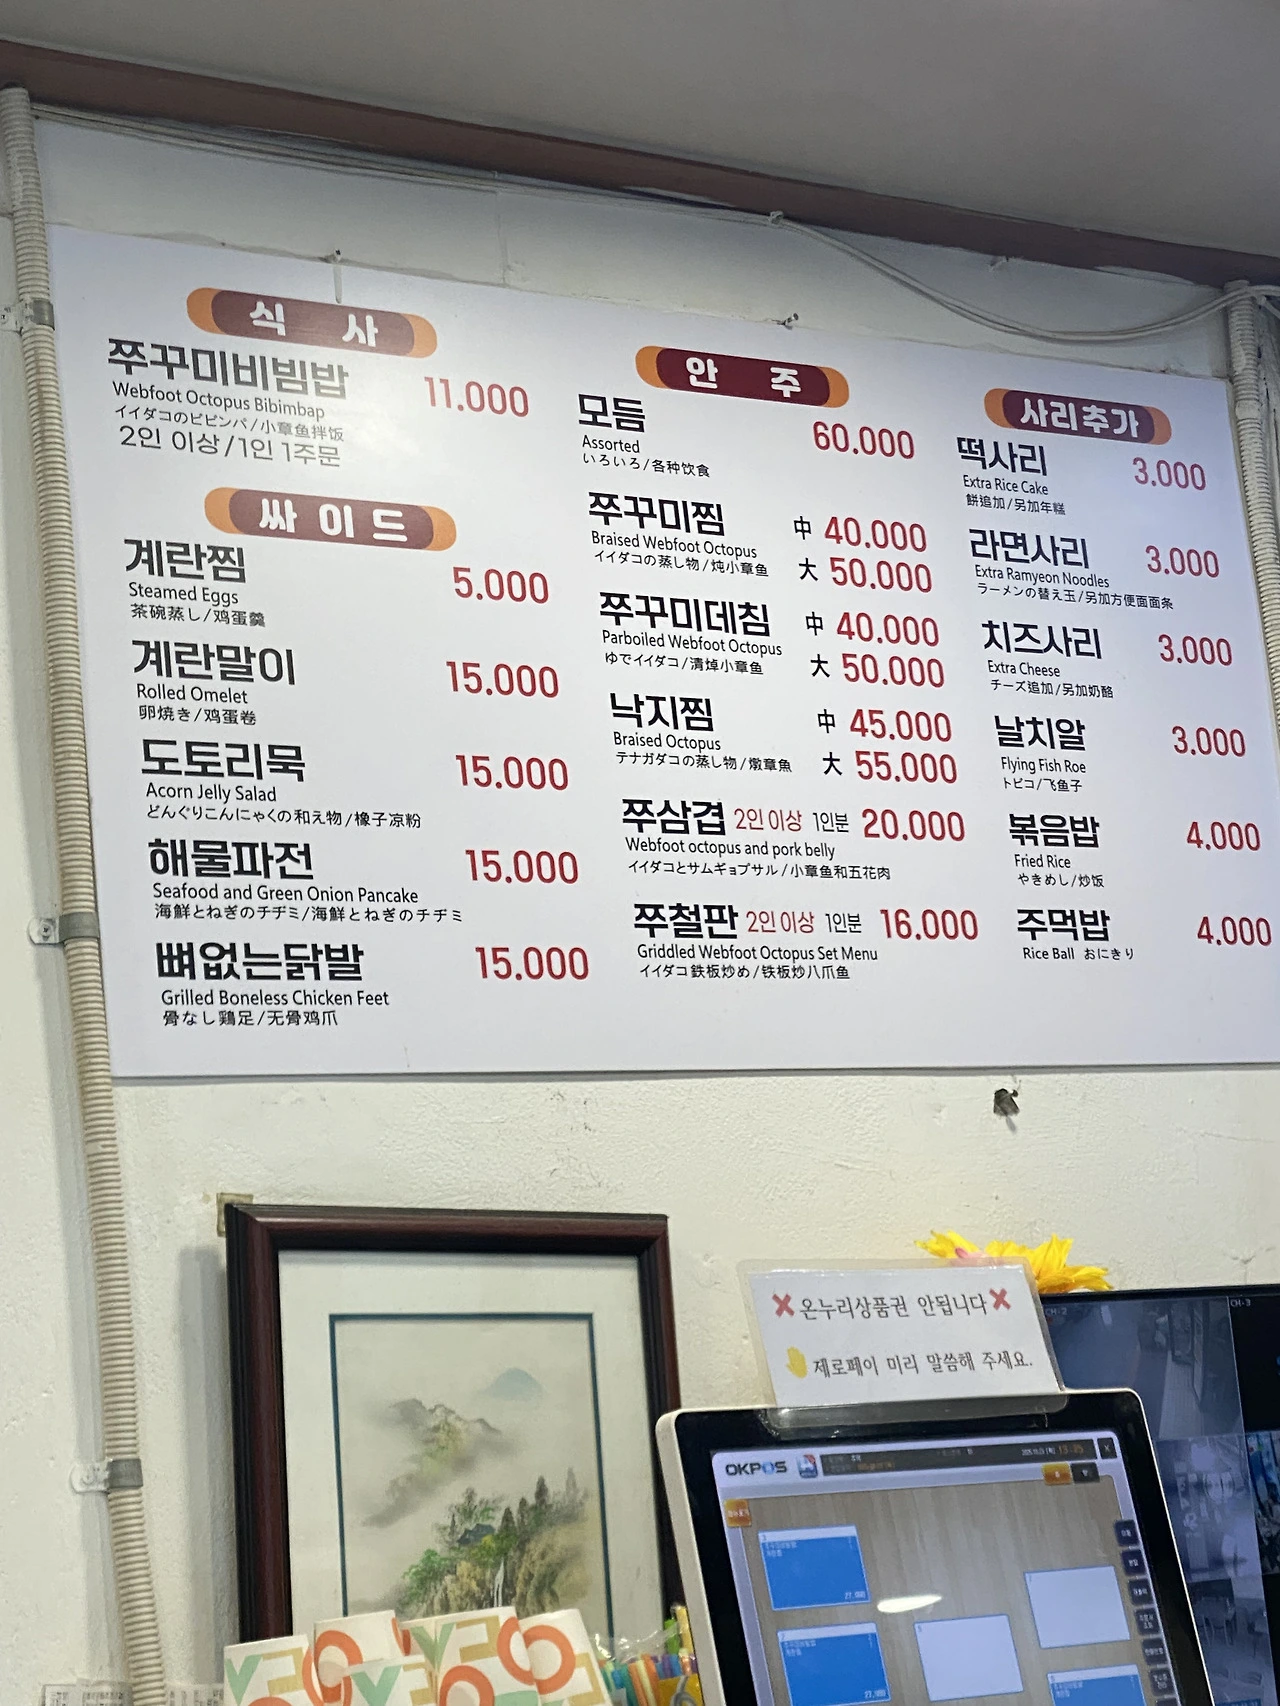 식 사
쭈꾸미비빔밥 11.000
Webfoot Octopus Bibimbap
イイダコのビビンパ/小章鱼拌饭
2인 이상/1인 1주문
싸 이 드
계란찜 5.000
Steamed Eggs
茶碗蒸し/鸡蛋羹
계란말이 15.000
Rolled Omelet
卵焼き/鸡蛋卷
도토리묵 15.000
Acorn Jelly Salad
どんぐりこんにゃくの和え物/橡子凉粉
해물파전 15.000
Seafood and Green Onion Pancake
海鮮とねぎのチヂミ/海鮮とねぎのチヂミ
뼈없는닭발 15.000
Grilled Boneless Chicken Feet
骨なし鶏足/无骨鸡爪
안 주
모듬 60.000
Assorted
いろいろ/各种饮食
쭈꾸미찜 中 40.000
Braised Webfoot Octopus
イイダコの蒸し物/炖小章鱼
大 50.000
쭈꾸미데침 中 40.000
Parboiled Webfoot Octopus
ゆでイイダコ/清焯小章鱼
大 50.000
낙지찜 中 45.000
Braised Octopus
テナガダコの蒸し物/燉章魚
大 55.000
쭈삼겹 2인 이상 1인분 20.000
Webfoot octopus and pork belly
イイダコとサムギョプサル/小章鱼和五花肉
쭈철판 2인 이상 1인분 16.000
Griddled Webfoot Octopus Set Menu
イイダコ鉄板炒め/铁板炒八爪鱼
사리추가
떡사리 3.000
Extra Rice Cake
餅追加/另加年糕
라면사리 3.000
Extra Ramyeon Noodles
ラーメンの替え玉/另加方便面面条
치즈사리 3.000
Extra Cheese
チーズ追加/另加奶酪
날치알 3.000
Flying Fish Roe
トビコ/飞鱼子
볶음밥 4.000
Fried Rice
やきめし/炒饭
주먹밥 4.000
Rice Ball おにきり
온누리상품권 안됩니다
제로페이 미리 말씀해 주세요.
CH-2
CH-3
OKPOS
27,000